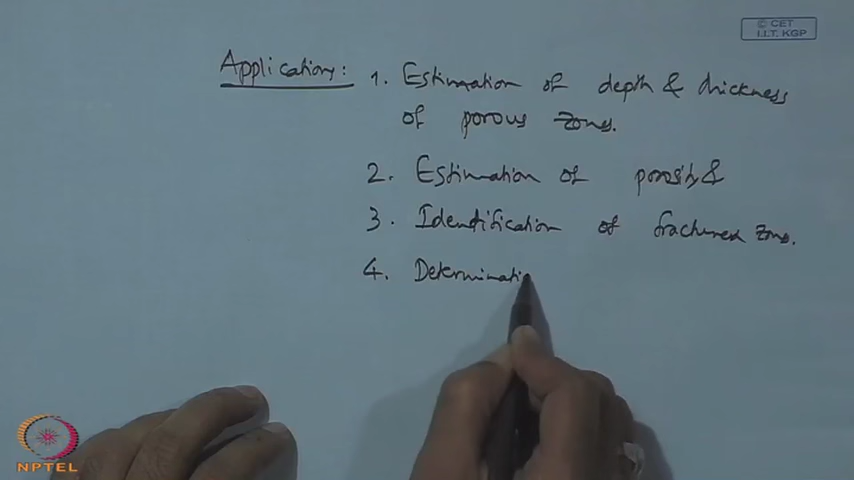 © CET
I.I.T. KGP
Applications: 1. Estimation of depth & thickness
of porous zones.
2. Estimation of porosity &
3. Identification of fractured zone.
4. Determinatio
NPTEL